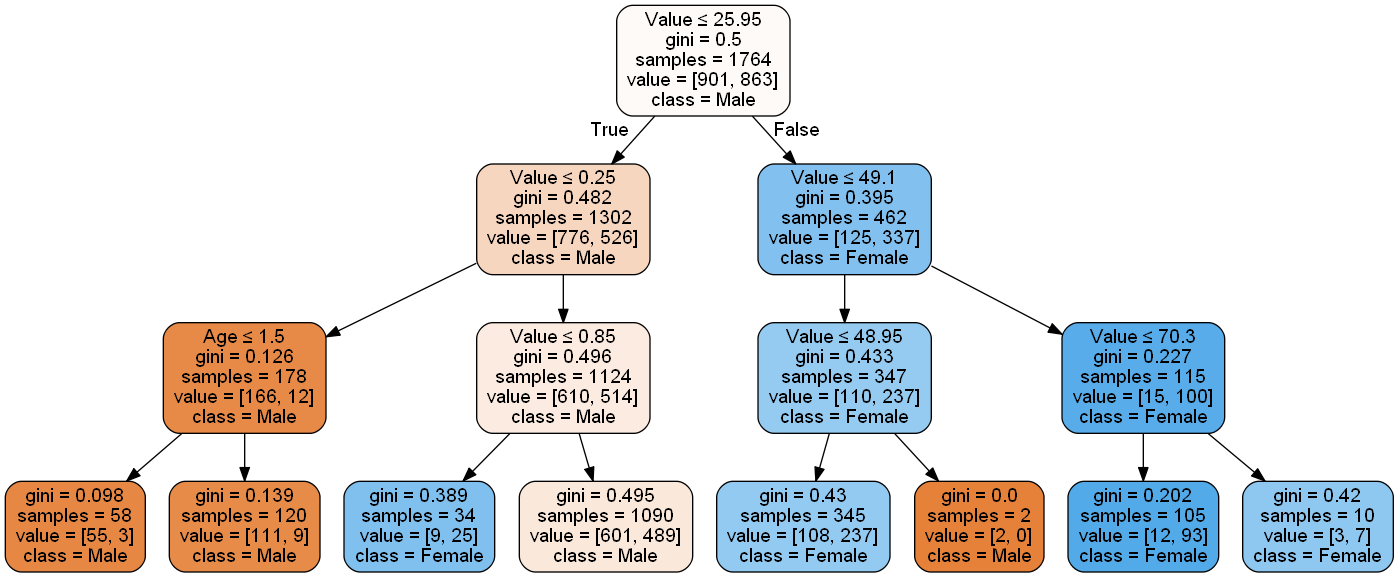 Value ≤ 25.95
gini = 0.5
samples = 1764
value = [901, 863]
class = Male
True
False
Value ≤ 0.25
gini = 0.482
samples = 1302
value = [776, 526]
class = Male
Value ≤ 49.1
gini = 0.395
samples = 462
value = [125, 337]
class = Female
Age ≤ 1.5
gini = 0.126
samples = 178
value = [166, 12]
class = Male
Value ≤ 0.85
gini = 0.496
samples = 1124
value = [610, 514]
class = Male
Value ≤ 48.95
gini = 0.433
samples = 347
value = [110, 237]
class = Female
Value ≤ 70.3
gini = 0.227
samples = 115
value = [15, 100]
class = Female
gini = 0.098
samples = 58
value = [55, 3]
class = Male
gini = 0.139
samples = 120
value = [111, 9]
class = Male
gini = 0.389
samples = 34
value = [9, 25]
class = Female
gini = 0.495
samples = 1090
value = [601, 489]
class = Male
gini = 0.43
samples = 345
value = [108, 237]
class = Female
gini = 0.0
samples = 2
value = [2, 0]
class = Male
gini = 0.202
samples = 105
value = [12, 93]
class = Female
gini = 0.42
samples = 10
value = [3, 7]
class = Female